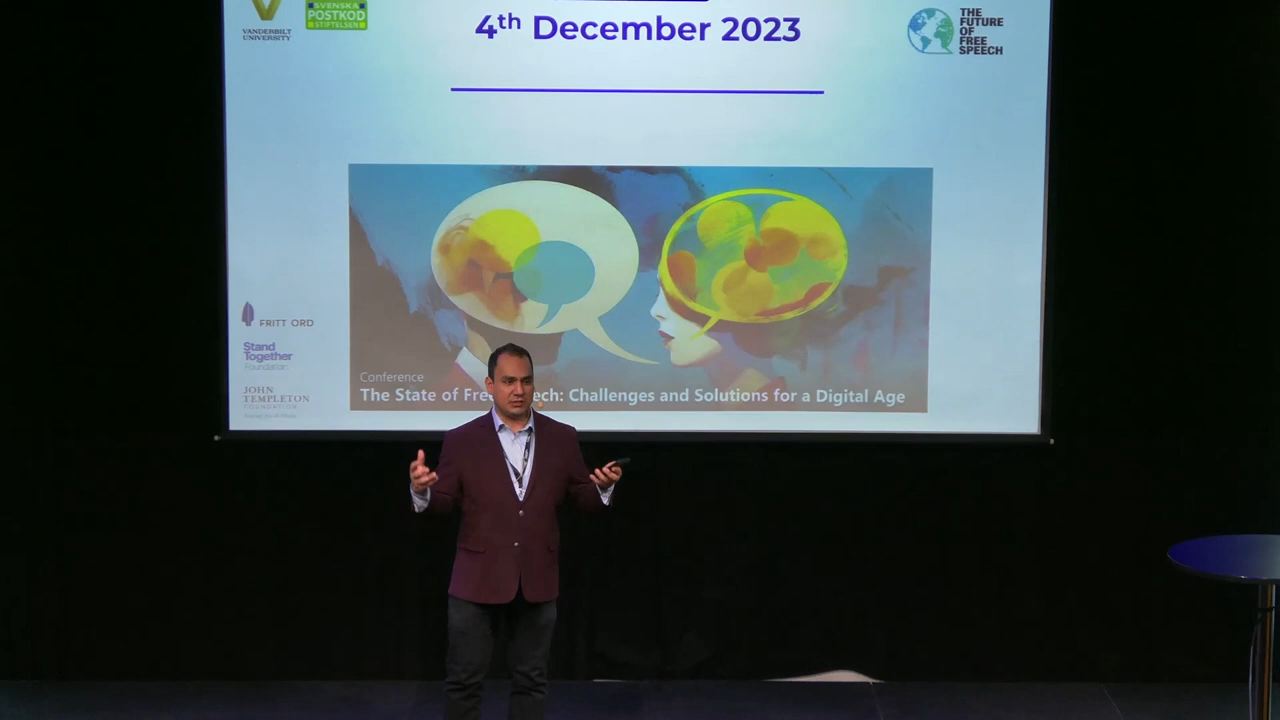 VANDERBILT
UNIVERSITY
SVENSKA
POSTKOD
STIFTELSEN
4th December 2023
THE
FUTURE
OF
FREE
SPEECH
FRITT ORD
Stand
Together
Foundation
JOHN
TEMPLETON
FOUNDATION
Conference
The State of Free ech: Challenges and Solutions for a Digital Age